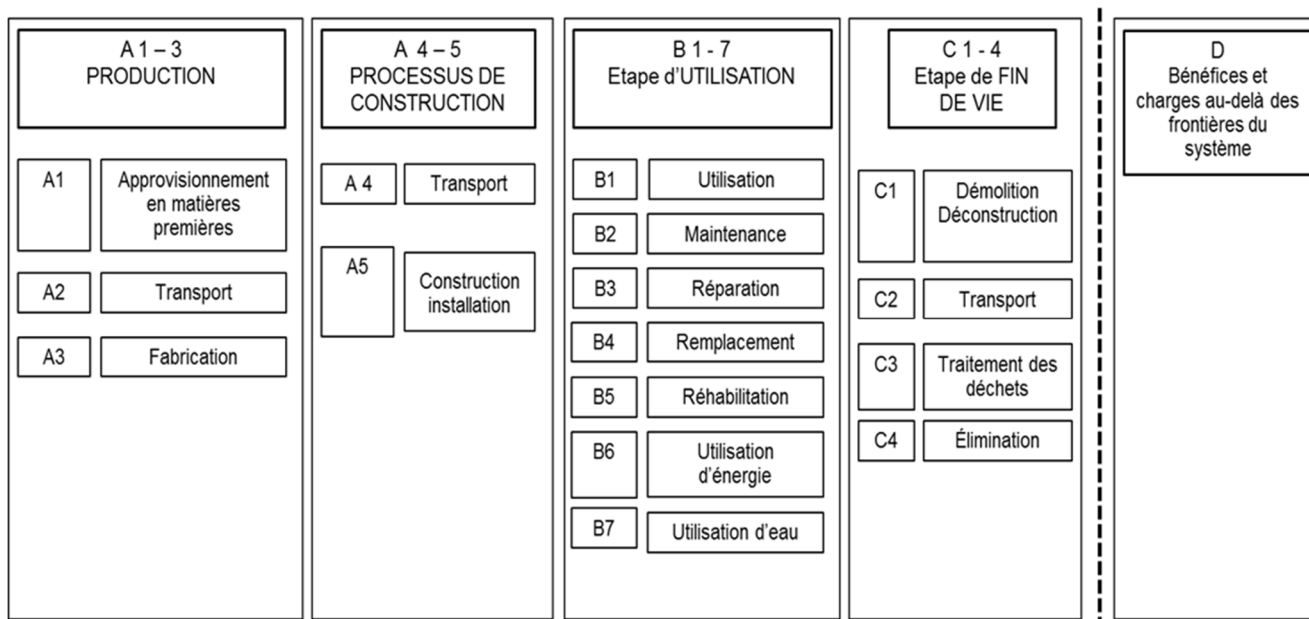 A 1 – 3
PRODUCTION
A1
Approvisionnement
en matières
premières
A2
Transport
A3
Fabrication
A 4 – 5
PROCESSUS DE
CONSTRUCTION
A 4
Transport
A5
Construction
installation
B 1 - 7
Etape d'UTILISATION
B1
Utilisation
B2
Maintenance
B3
Réparation
B4
Remplacement
B5
Réhabilitation
B6
Utilisation
d'énergie
B7
Utilisation d'eau
C 1 - 4
Etape de FIN
DE VIE
C1
Démolition
Déconstruction
C2
Transport
C3
Traitement des
déchets
C4
Élimination
D
Bénéfices et
charges au-delà des
frontières du
système